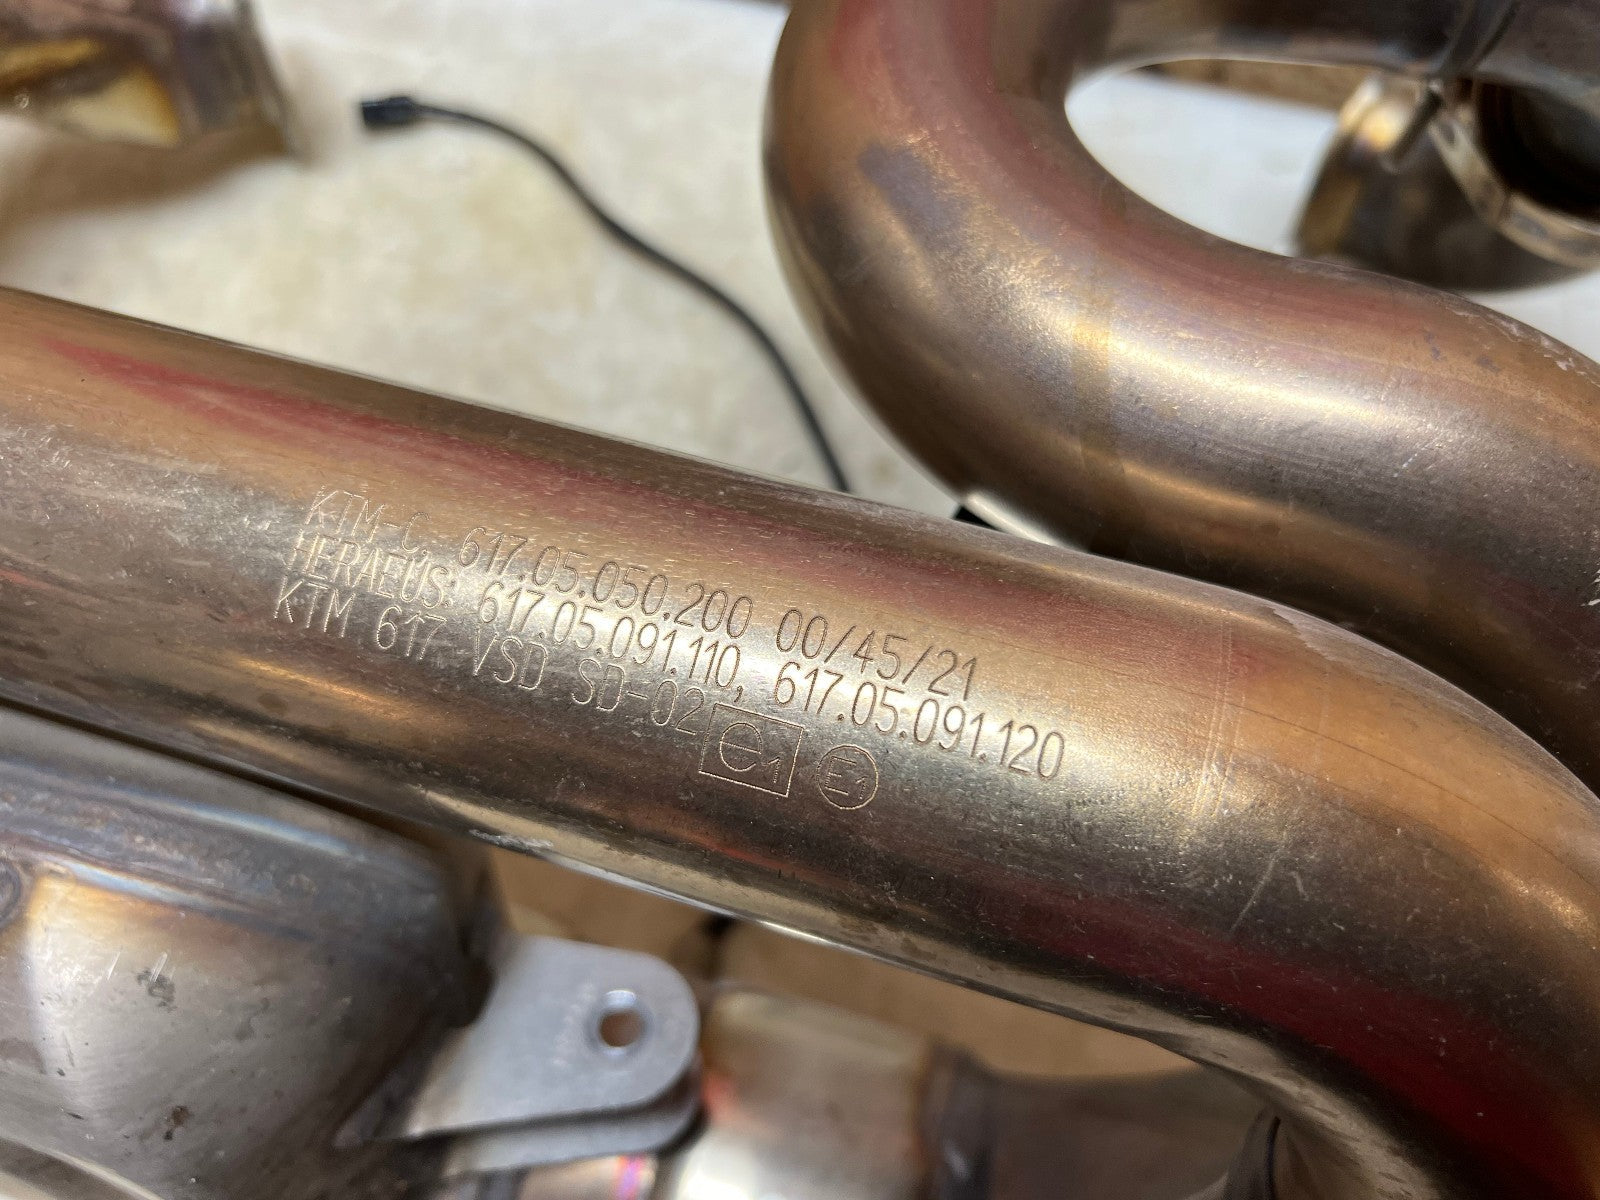 KTM-C, 617.05.050.200 00/45/21
HERAEUS: 617.05.091.110, 617.05.091.120
KTM 617 VSD SD-02 e1 E1